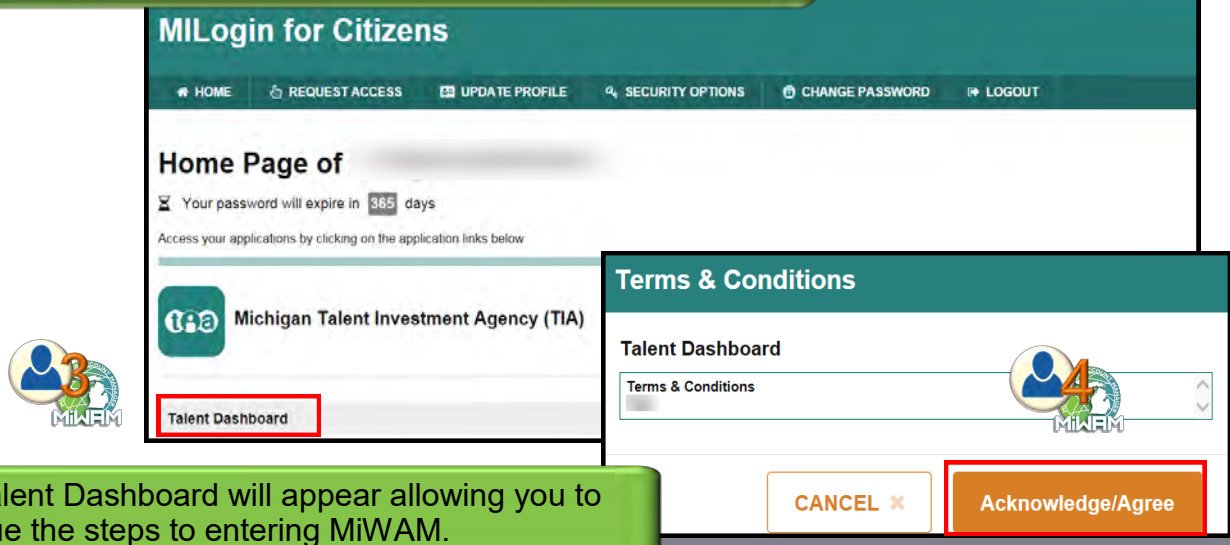 MILogin for Citizens
HOME REQUEST ACCESS UPDATE PROFILE SECURITY OPTIONS CHANGE PASSWORD LOGOUT
Home Page of
Your password will expire in 365 days
Access your applications by clicking on the application links below
tia Michigan Talent Investment Agency (TIA)
3
MiWAM
Talent Dashboard
Terms & Conditions
Talent Dashboard
Terms & Conditions
4
MiWAM
CANCEL Acknowledge/Agree
alent Dashboard will appear allowing you to
ue the steps to entering MiWAM.